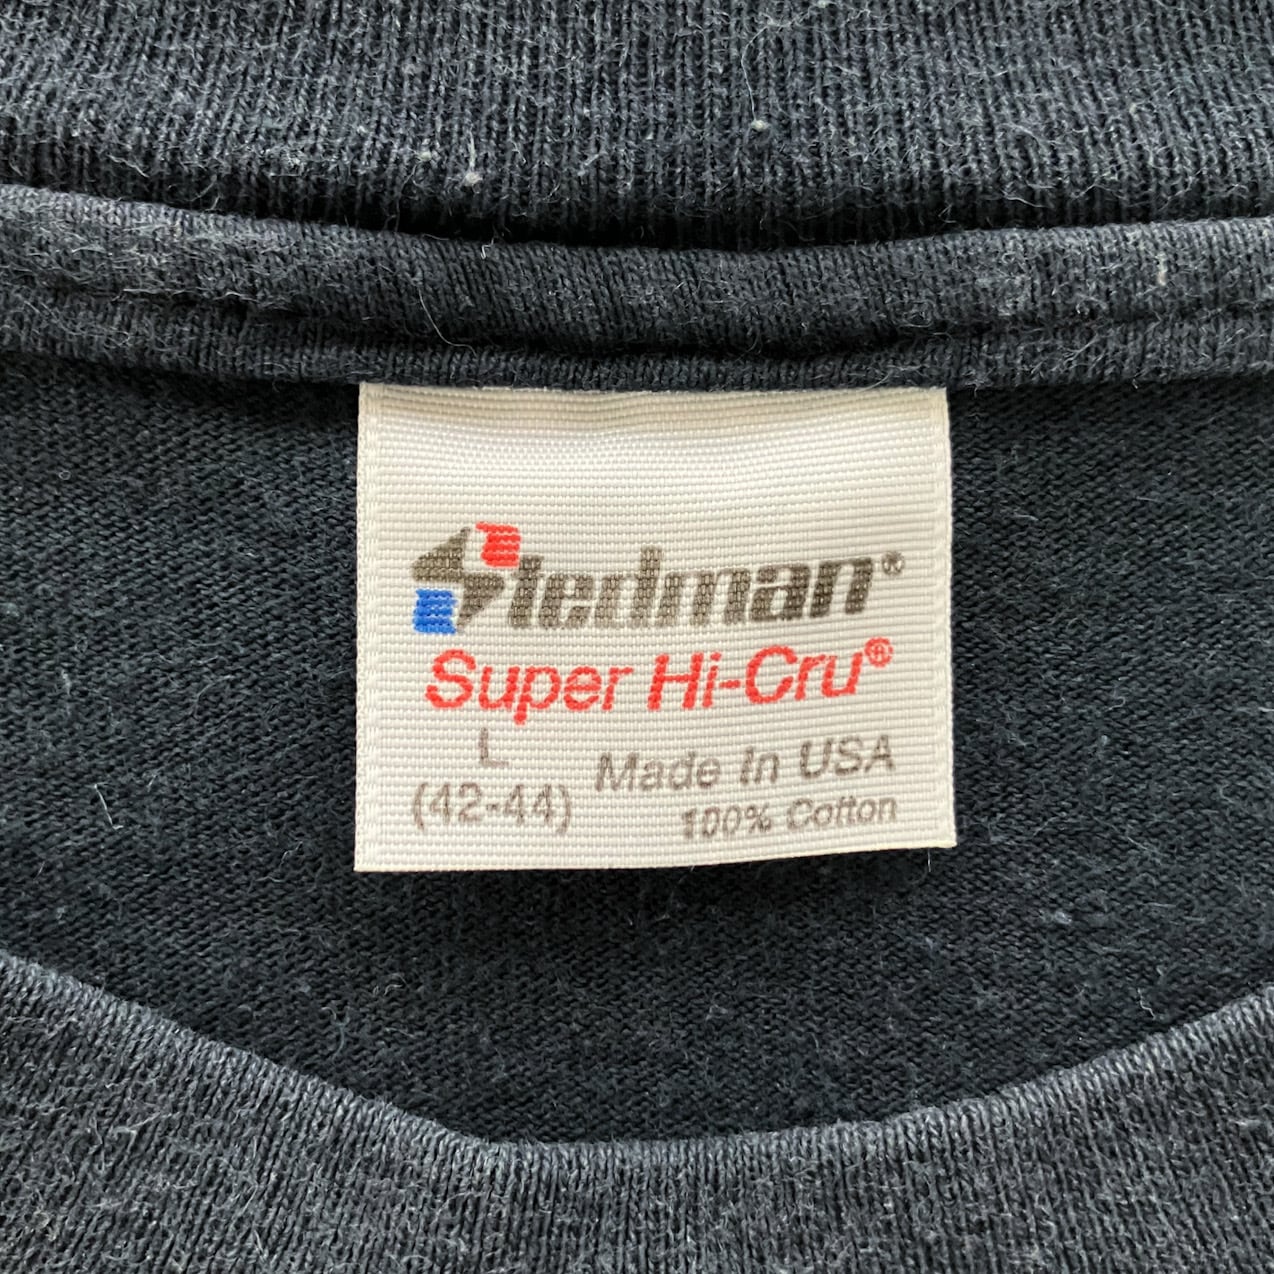 Stedman®
Super Hi-Cru®
L
(42-44)
Made In USA
100% Cotton